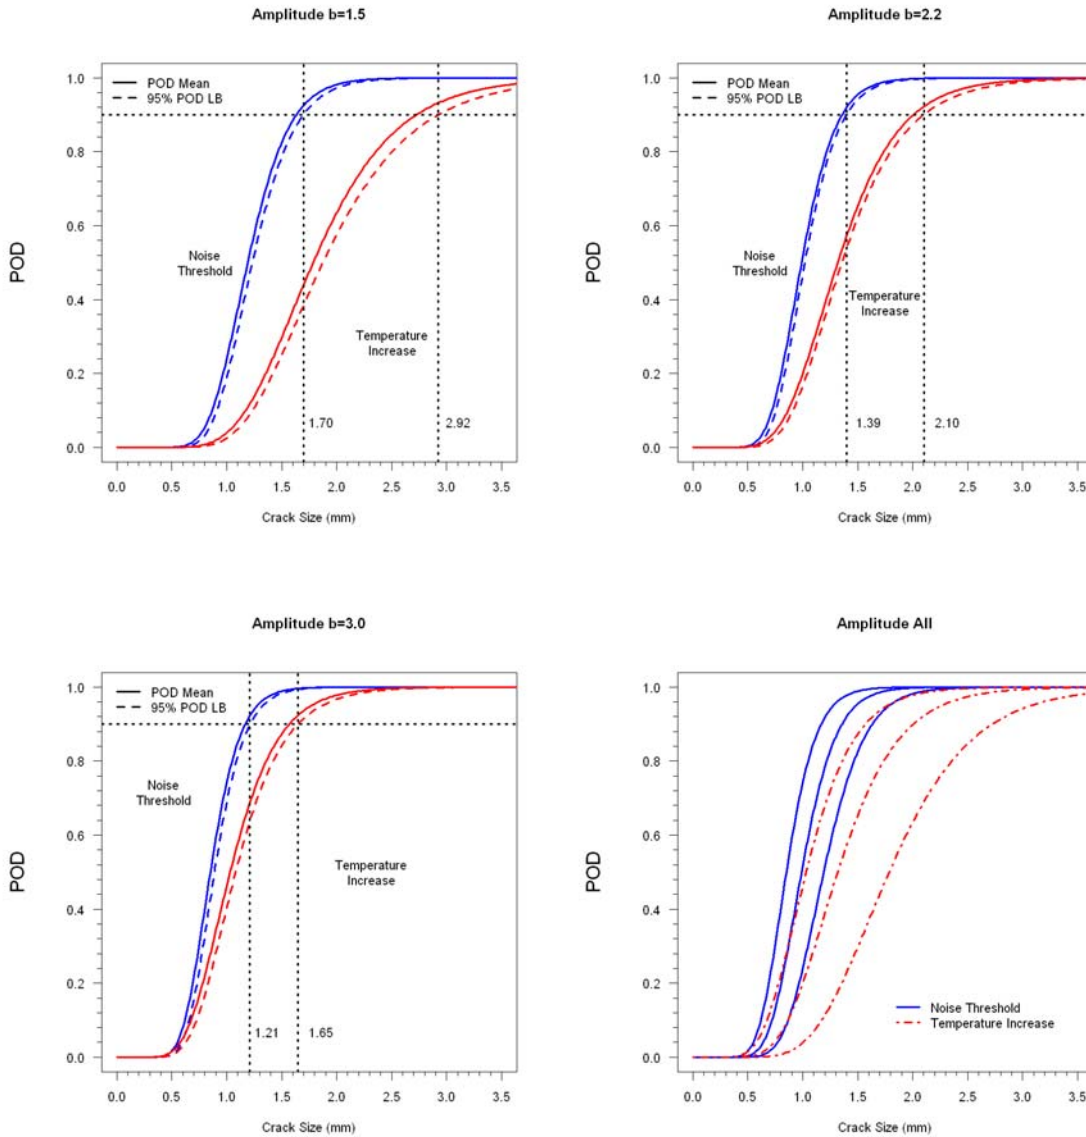 Amplitude b=1.5
POD Mean
95% POD LB
Noise
Threshold
Temperature
Increase
1.70
2.92
POD
0.0
0.2
0.4
0.6
0.8
1.0
0.0 0.5 1.0 1.5 2.0 2.5 3.0 3.5
Crack Size (mm)
Amplitude b=2.2
POD Mean
95% POD LB
Noise
Threshold
Temperature
Increase
1.39
2.10
POD
0.0
0.2
0.4
0.6
0.8
1.0
0.0 0.5 1.0 1.5 2.0 2.5 3.0 3.5
Crack Size (mm)
Amplitude b=3.0
POD Mean
95% POD LB
Noise
Threshold
Temperature
Increase
1.21
1.65
POD
0.0
0.2
0.4
0.6
0.8
1.0
0.0 0.5 1.0 1.5 2.0 2.5 3.0 3.5
Crack Size (mm)
Amplitude All
Noise Threshold
Temperature Increase
POD
0.0
0.2
0.4
0.6
0.8
1.0
0.0 0.5 1.0 1.5 2.0 2.5 3.0 3.5
Crack Size (mm)